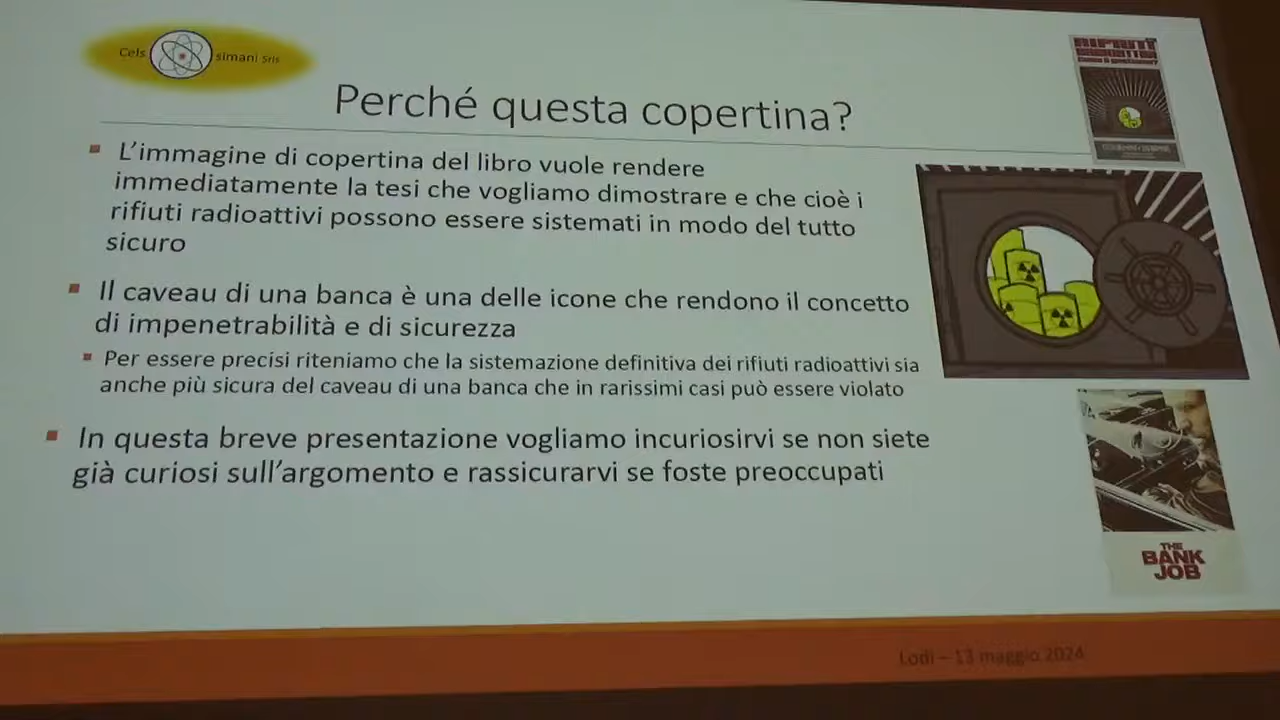 Cels simani Srls
Perché questa copertina?
L'immagine di copertina del libro vuole rendere
immediatamente la tesi che vogliamo dimostrare e che cioè i
rifiuti radioattivi possono essere sistemati in modo del tutto
sicuro
Il caveau di una banca è una delle icone che rendono il concetto
di impenetrabilità e di sicurezza
Per essere precisi riteniamo che la sistemazione definitiva dei rifiuti radioattivi sia
anche più sicura del caveau di una banca che in rarissimi casi può essere violato
In questa breve presentazione vogliamo incuriosirvi se non siete
già curiosi sull'argomento e rassicurarvi se foste preoccupati
RIFIUTI
THE
BANK
JOB
Lodi – 13 maggio 2024